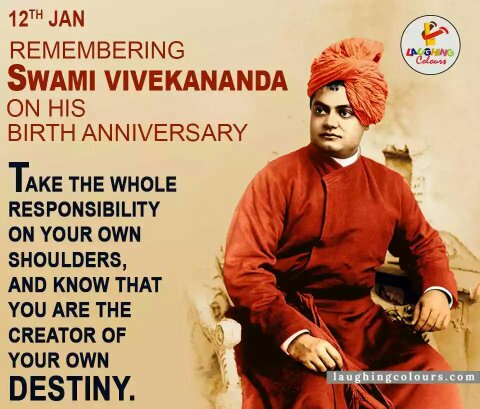 12TH JAN
REMEMBERING
SWAMI VIVEKANANDA
ON HIS
BIRTH ANNIVERSARY
TAKE THE WHOLE
RESPONSIBILITY
ON YOUR OWN
SHOULDERS,
AND KNOW THAT
YOU ARE THE
CREATOR OF
YOUR OWN
DESTINY.
LAUGHING
Colours
laughingcolours.com